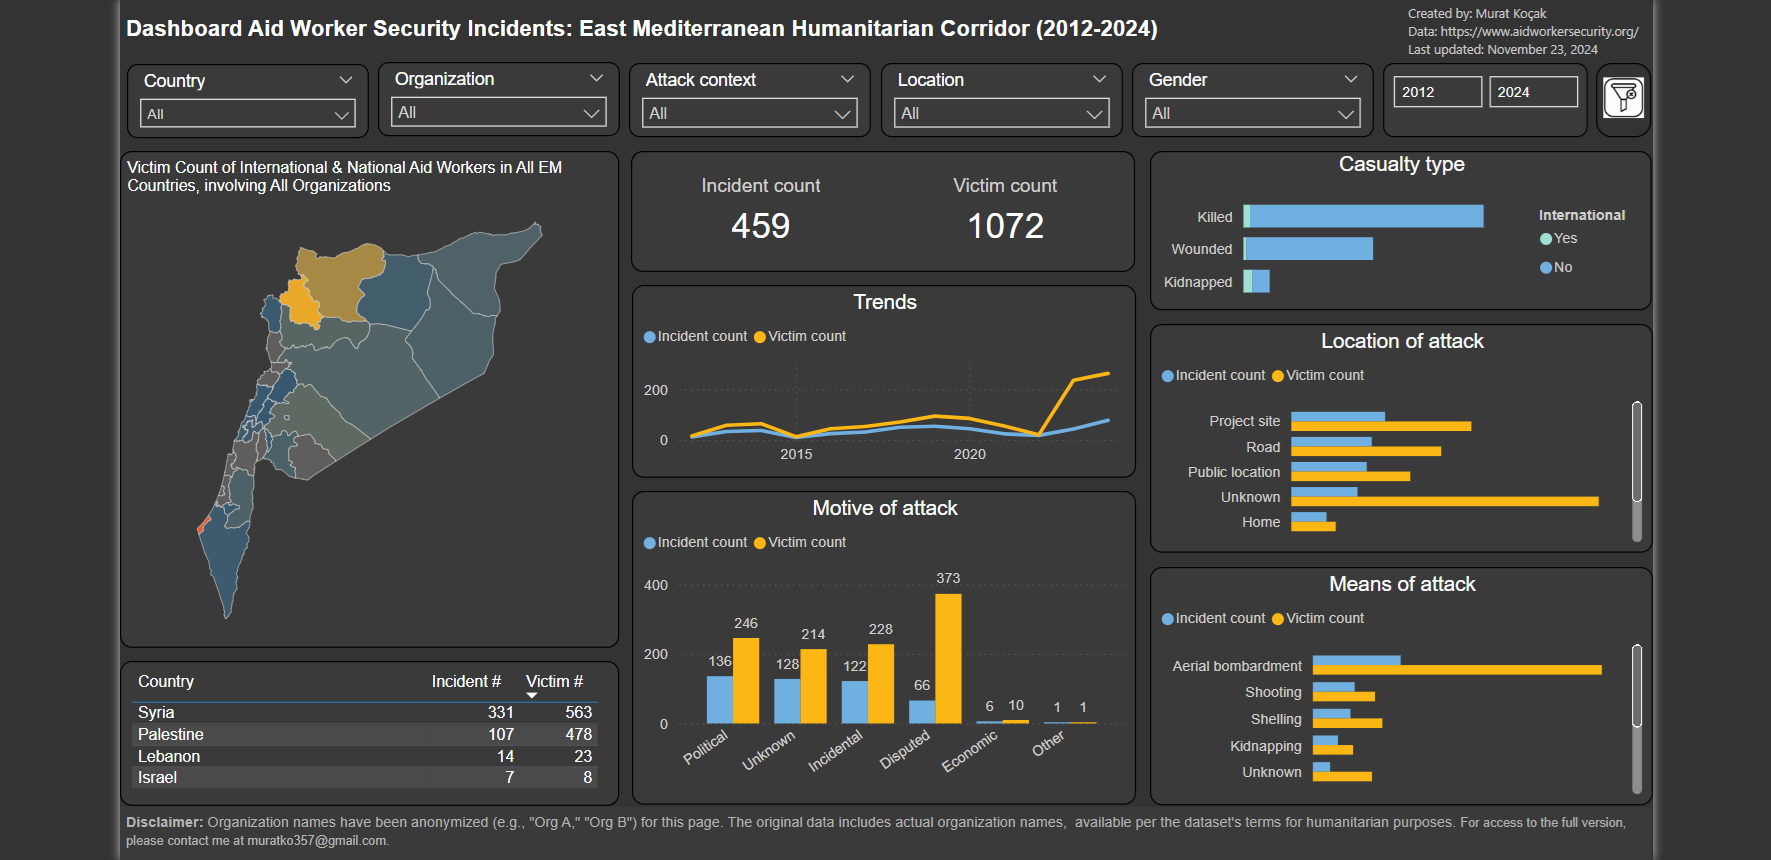 Dashboard Aid Worker Security Incidents: East Mediterranean Humanitarian Corridor (2012-2024)
Created by: Murat Koçak
Data: https://www.aidworkersecurity.org/
Last updated: November 23, 2024
Country
All
Organization
All
Attack context
All
Location
All
Gender
All
2012
2024
Victim Count of International & National Aid Workers in All EM
Countries, involving All Organizations
Country Incident # Victim #
Syria 331 563
Palestine 107 478
Lebanon 14 23
Israel 7 8
Incident count Victim count
459 1072
Trends
Incident count Victim count
200
0
2015 2020
Motive of attack
Incident count Victim count
400
200
0
136 246
128 214
122 228
66 373
6 10
1 1
Political Unknown Incidental Disputed Economic Other
Casualty type
Killed
Wounded
Kidnapped
International
Yes
No
Location of attack
Incident count Victim count
Project site
Road
Public location
Unknown
Home
Means of attack
Incident count Victim count
Aerial bombardment
Shooting
Shelling
Kidnapping
Unknown
Disclaimer: Organization names have been anonymized (e.g., "Org A," "Org B") for this page. The original data includes actual organization names, available per the dataset's terms for humanitarian purposes. For access to the full version,
please contact me at muratko357@gmail.com.